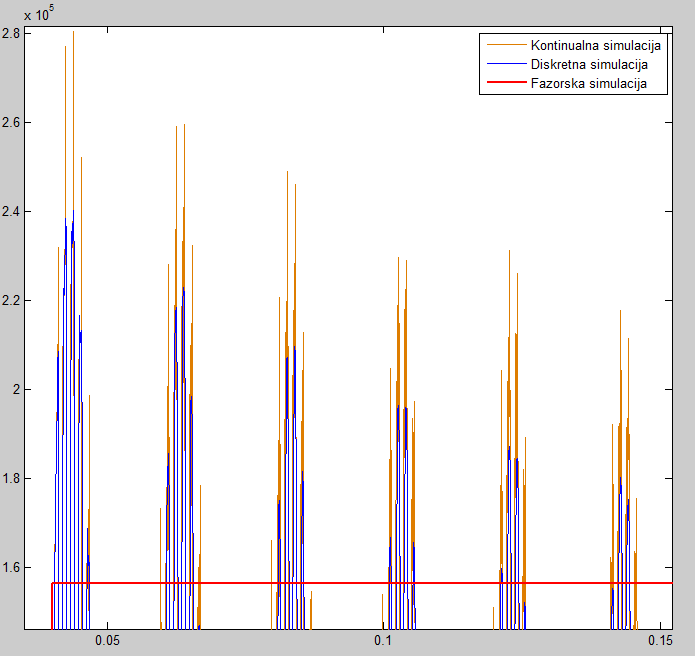 x 10^5
2.8
Kontinualna simulacija
Diskretna simulacija
Fazorska simulacija
2.6
2.4
2.2
2
1.8
1.6
0.05
0.1
0.15